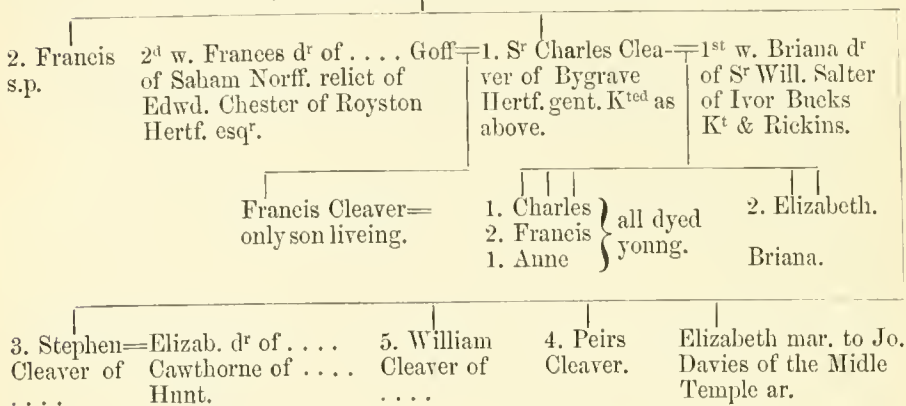 2. Francis
s.p.
2ᵈ w. Frances dʳ of .... Goff=
of Saham Norff. relict of
Edwd. Chester of Royston
Hertf. esqʳ.
1. Sʳ Charles Clea-=
ver of Bygrave
Hertf. gent. Kᵗᵉᵈ as
above.
1ˢᵗ w. Briana dʳ
of Sʳ Will. Salter
of Ivor Bucks
Kᵗ & Rickins.
Francis Cleaver=
only son liveing.
1. Charles
2. Francis
1. Anne
all dyed
young.
2. Elizabeth.
Briana.
3. Stephen=
Cleaver of
....
Elizab. dʳ of ....
Cawthorne of ....
Hunt.
5. William
Cleaver of
....
4. Peirs
Cleaver.
Elizabeth mar. to Jo.
Davies of the Midle
Temple ar.